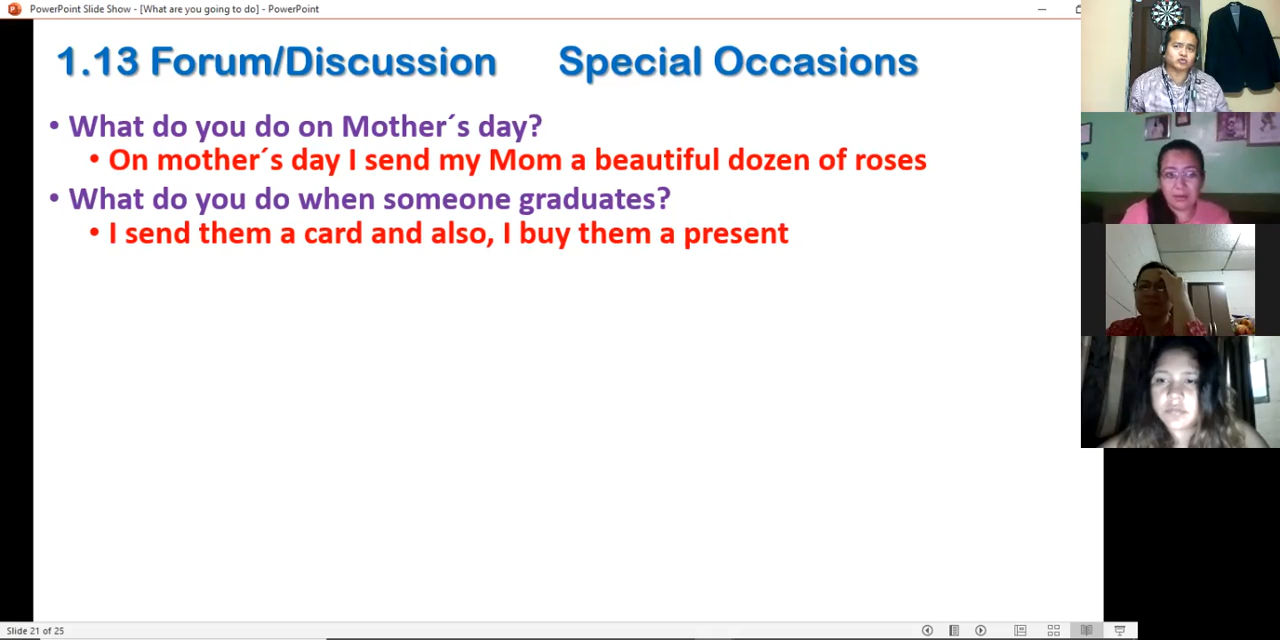 PowerPoint Slide Show - [What are you going to do] - PowerPoint
1.13 Forum/Discussion Special Occasions
• What do you do on Mother´s day?
• On mother´s day I send my Mom a beautiful dozen of roses
• What do you do when someone graduates?
• I send them a card and also, I buy them a present
Slide 21 of 25